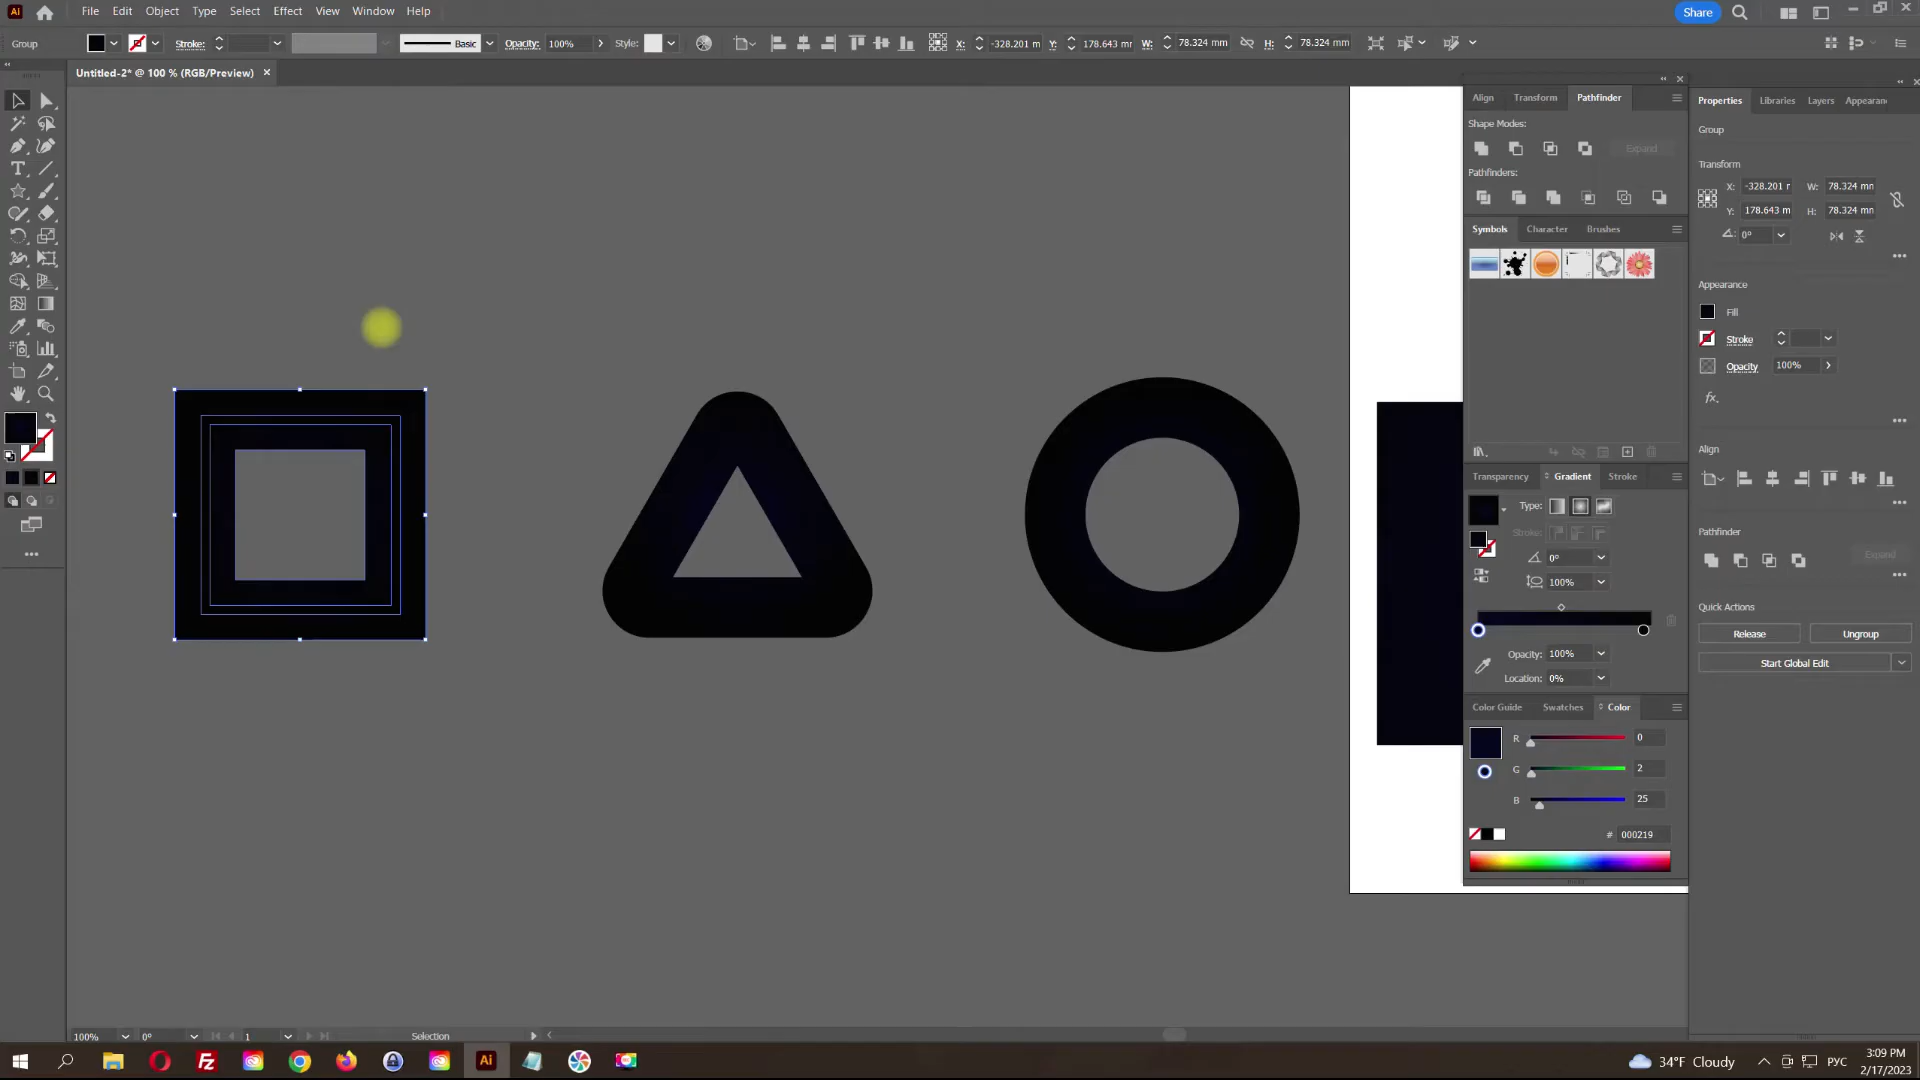 Ai
File Edit Object Type Select Effect View Window Help
Share
Group
Stroke:
Basic
Opacity: 100%
Style:
X: -328.201 m
Y: 178.643 mm
W: 78.324 mm
H: 78.324 mm
Untitled-2* @ 100 % (RGB/Preview)
Align Transform Pathfinder
Shape Modes:
Expand
Pathfinders:
Symbols Character Brushes
Transparency Gradient Stroke
Type:
Stroke:
0°
100%
Opacity: 100%
Location: 0%
Color Guide Swatches Color
R 0
G 2
B 25
# 000219
Properties Libraries Layers Appearan
Group
Transform
X: -328.201 r W: 78.324 mn
Y: 178.643 m H: 78.324 mn
0°
Appearance
Fill
Stroke
Opacity 100%
fx.
Align
Pathfinder
Expand
Quick Actions
Release Ungroup
Start Global Edit
100% 0° 1 Selection
Fz Ai
34°F Cloudy
РУС
3:09 PM
2/17/2023